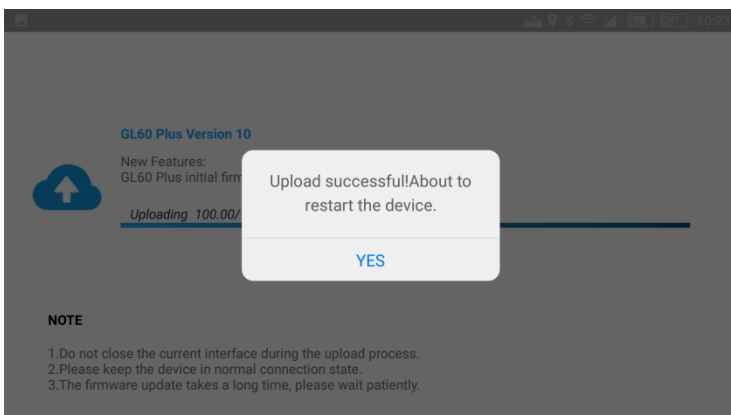 10:23
GL60 Plus Version 10
New Features:
GL60 Plus initial firm
Uploading 100.00/
Upload successful!About to
restart the device.
YES
NOTE
1.Do not close the current interface during the upload process.
2.Please keep the device in normal connection state.
3.The firmware update takes a long time, please wait patiently.